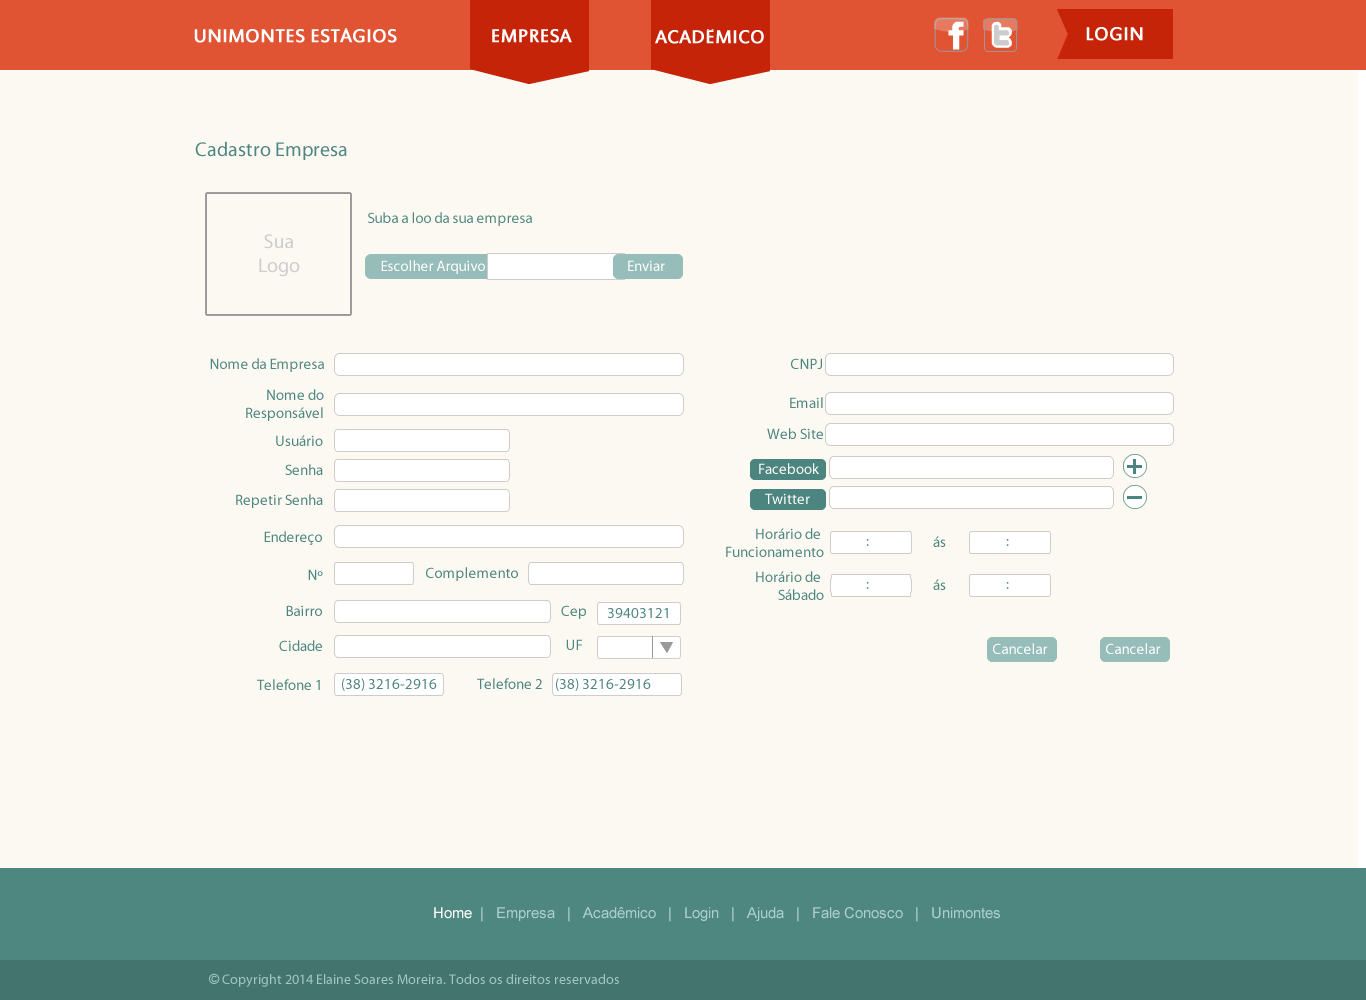 UNIMONTES ESTAGIOS
EMPRESA
ACADEMICO
LOGIN
Cadastro Empresa
Sua
Logo
Suba a loo da sua empresa
Escolher Arquivo
Enviar
Nome da Empresa
Nome do
Responsável
Usuário
Senha
Repetir Senha
Endereço
Nº
Complemento
Bairro
Cep
39403121
Cidade
UF
Telefone 1
(38) 3216-2916
Telefone 2
(38) 3216-2916
CNPJ
Email
Web Site
Facebook
Twitter
Horário de
Funcionamento
:
ás
:
Horário de
Sábado
:
ás
:
Cancelar
Cancelar
Home | Empresa | Acadêmico | Login | Ajuda | Fale Conosco | Unimontes
© Copyright 2014 Elaine Soares Moreira. Todos os direitos reservados